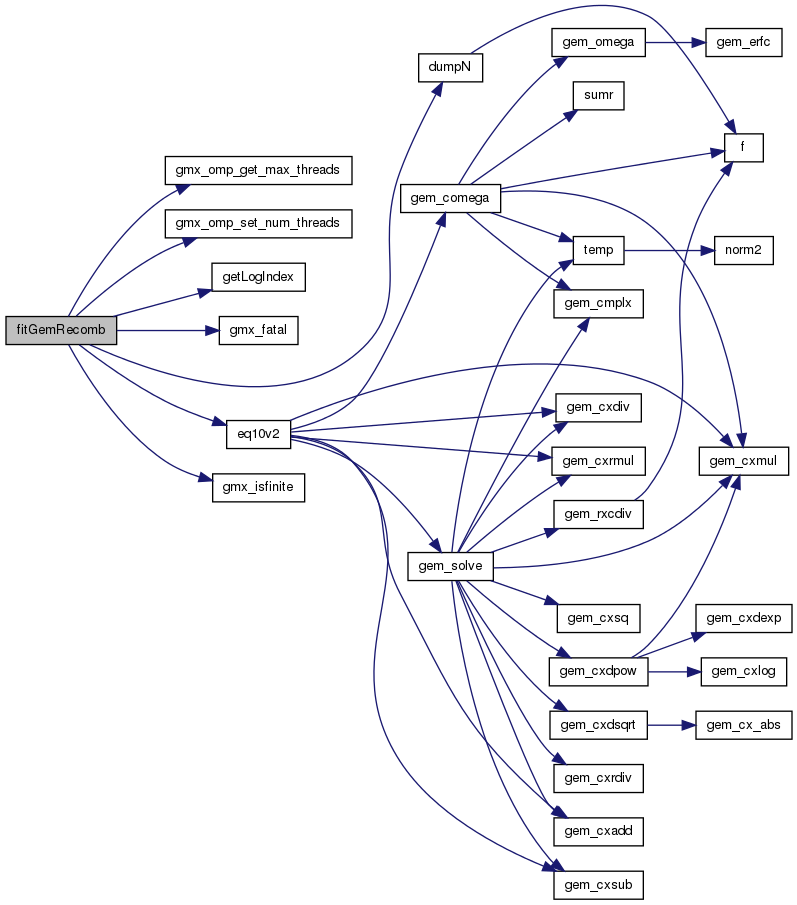 gem_omega
gem_erfc
dumpN
sumr
f
gmx_omp_get_max_threads
gem_comega
gmx_omp_set_num_threads
temp
norm2
getLogIndex
gem_cmplx
fitGemRecomb
gmx_fatal
gem_cxdiv
eq10v2
gem_cxrmul
gem_cxmul
gmx_isfinite
gem_rxcdiv
gem_solve
gem_cxsq
gem_cxdexp
gem_cxdpow
gem_cxlog
gem_cxdsqrt
gem_cx_abs
gem_cxrdiv
gem_cxadd
gem_cxsub